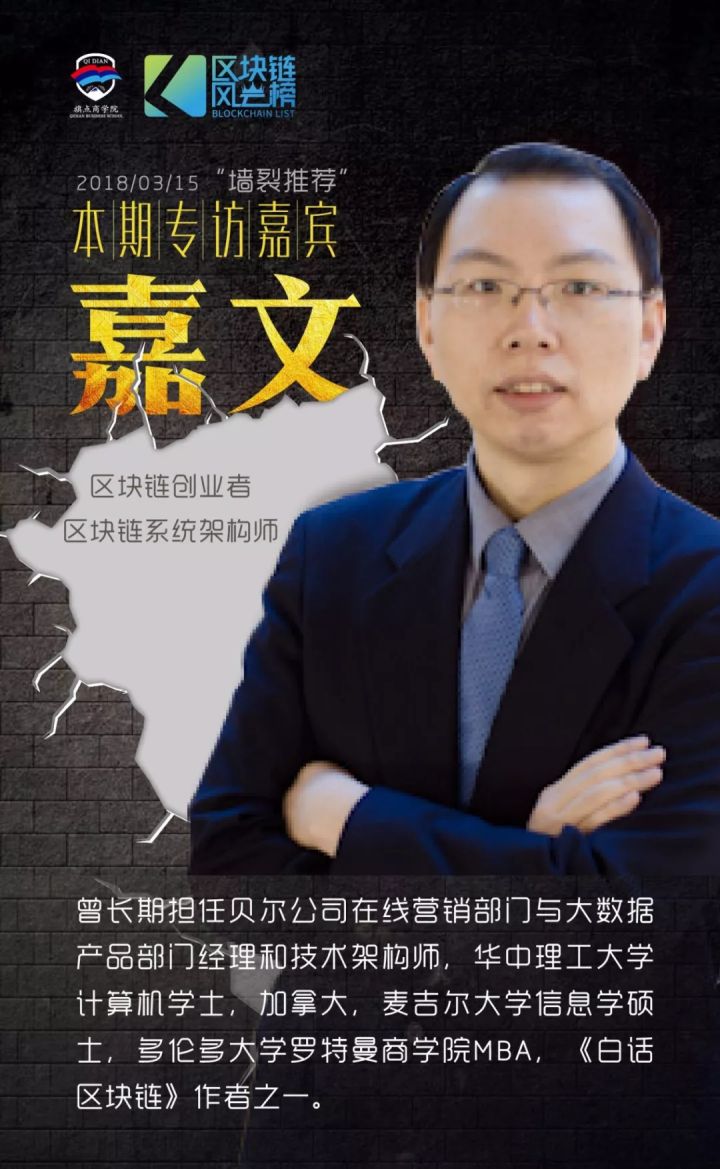 QI DIAN
旗点商学院
QIDIAN BUSINESS SCHOOL
区块链
风云榜
BLOCKCHAIN LIST
2018/03/15 “墙裂推荐”
本期专访嘉宾
嘉文
区块链创业者
区块链系统架构师
曾长期担任贝尔公司在线营销部门与大数据
产品部门经理和技术架构师，华中理工大学
计算机学士，加拿大，麦吉尔大学信息学硕
士，多伦多大学罗特曼商学院MBA，《白话
区块链》作者之一。